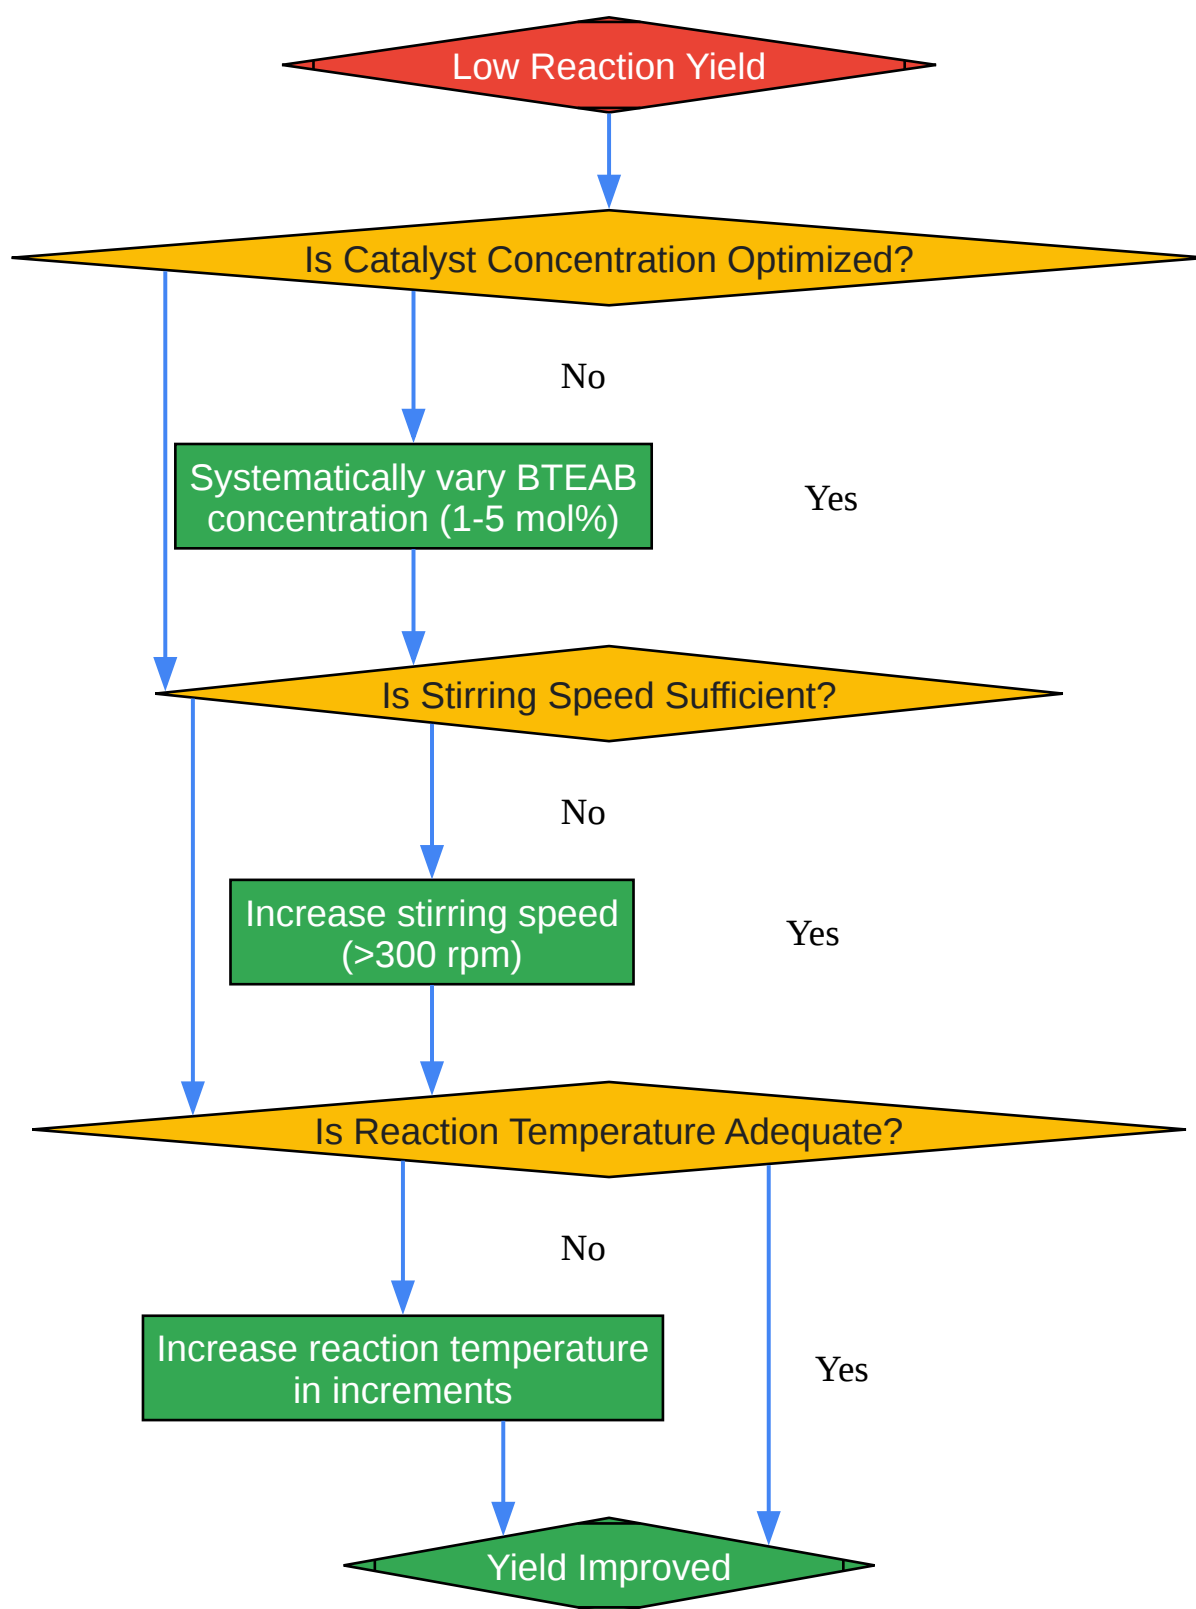 Low Reaction Yield
Is Catalyst Concentration Optimized?
No
Systematically vary BTEAB
concentration (1-5 mol%)
Yes
Is Stirring Speed Sufficient?
No
Increase stirring speed
(>300 rpm)
Yes
Is Reaction Temperature Adequate?
No
Increase reaction temperature
in increments
Yes
Yield Improved